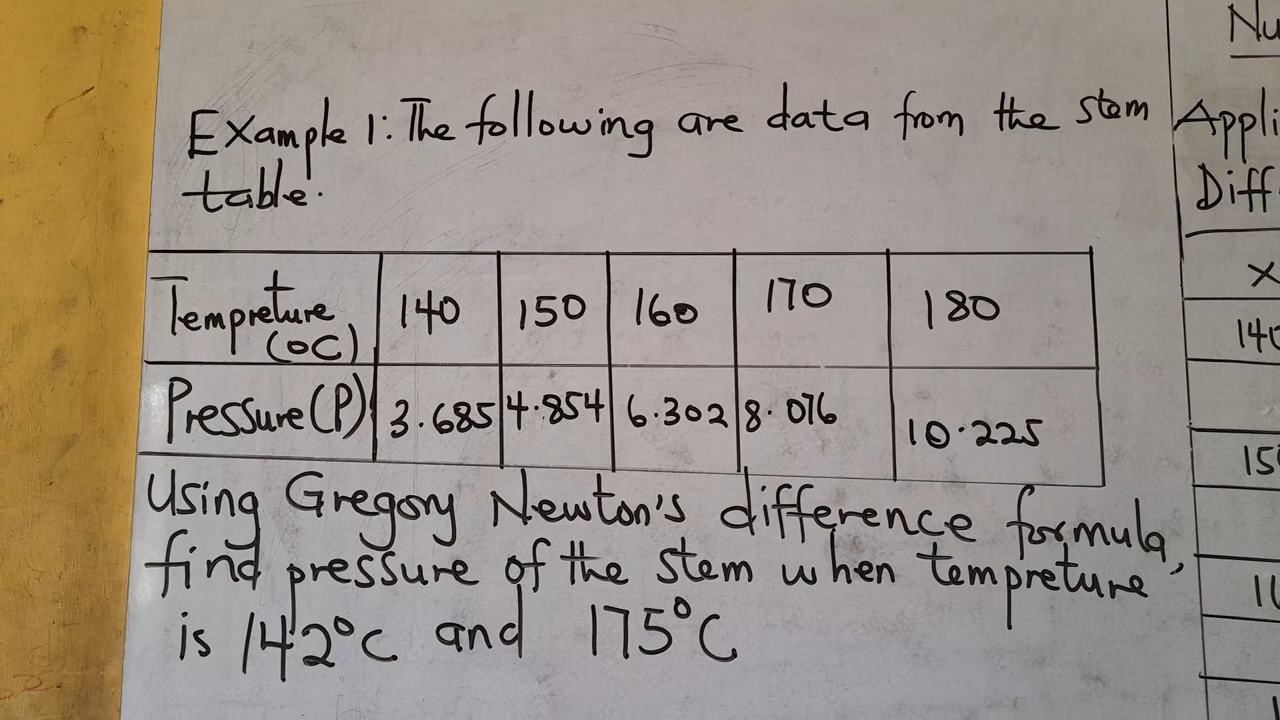 Example 1: The following are data from the stem
table.
Tempreture (oC) 140 150 160 170 180
Pressure (P) 3.685 4.854 6.302 8.076 10.225
Using Gregory Newton's difference formula,
find pressure of the stem when tempreture
is 142°C and 175°C
Nu
Appli
Diff
x
140
15